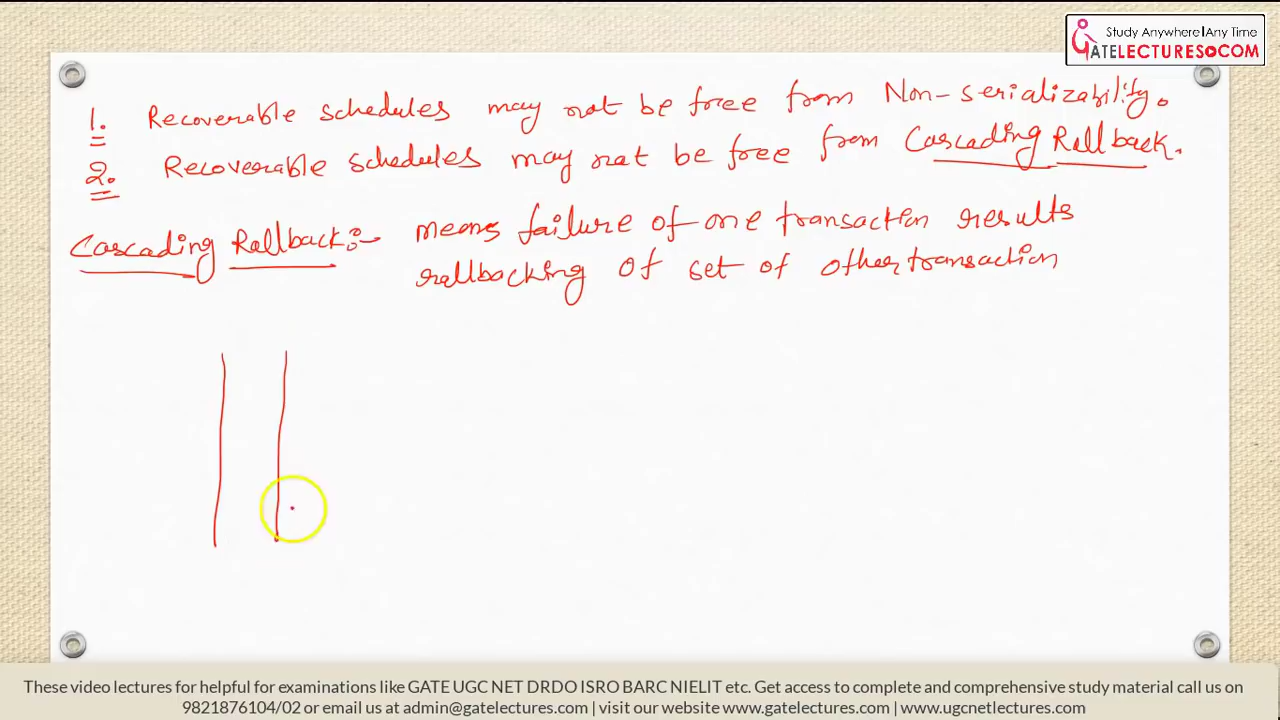 Study Anywhere|Any Time
GATELECTURES.COM
1. Recoverable schedules may not be free from Non-serializability.
2. Recoverable schedules may not be free from Cascading Rollback.
Cascading Rollback:- means failure of one transaction results
rollbacking of set of other transaction
These video lectures for helpful for examinations like GATE UGC NET DRDO ISRO BARC NIELIT etc. Get access to complete and comprehensive study material call us on
9821876104/02 or email us at admin@gatelectures.com | visit our website www.gatelectures.com | www.ugcnetlectures.com